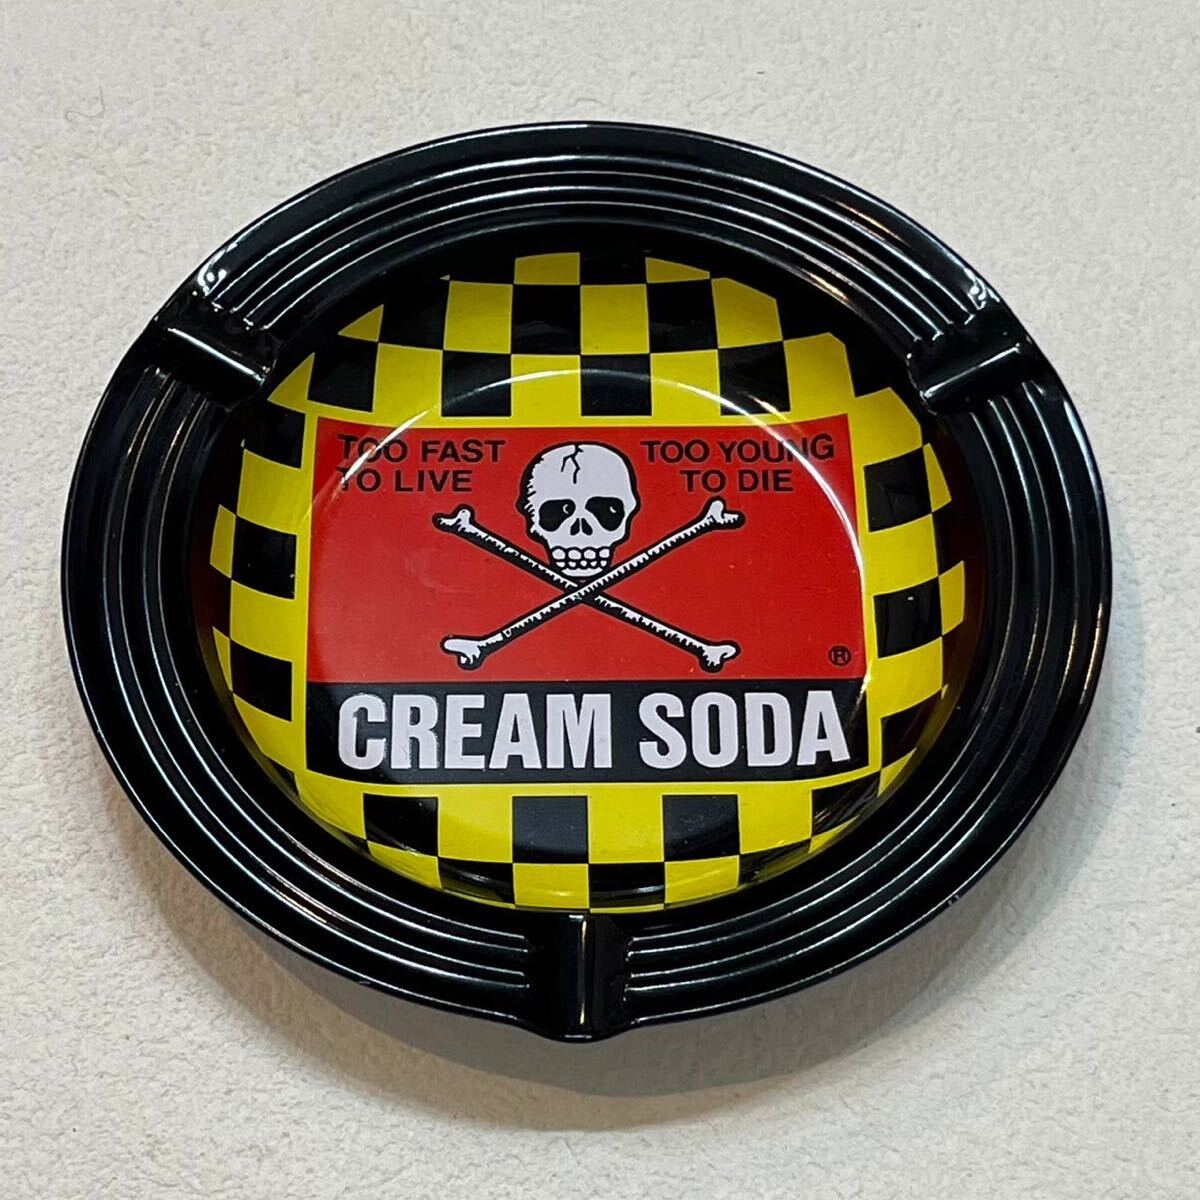 TOO FAST
TO LIVE
TOO YOUNG
TO DIE
®
CREAM SODA